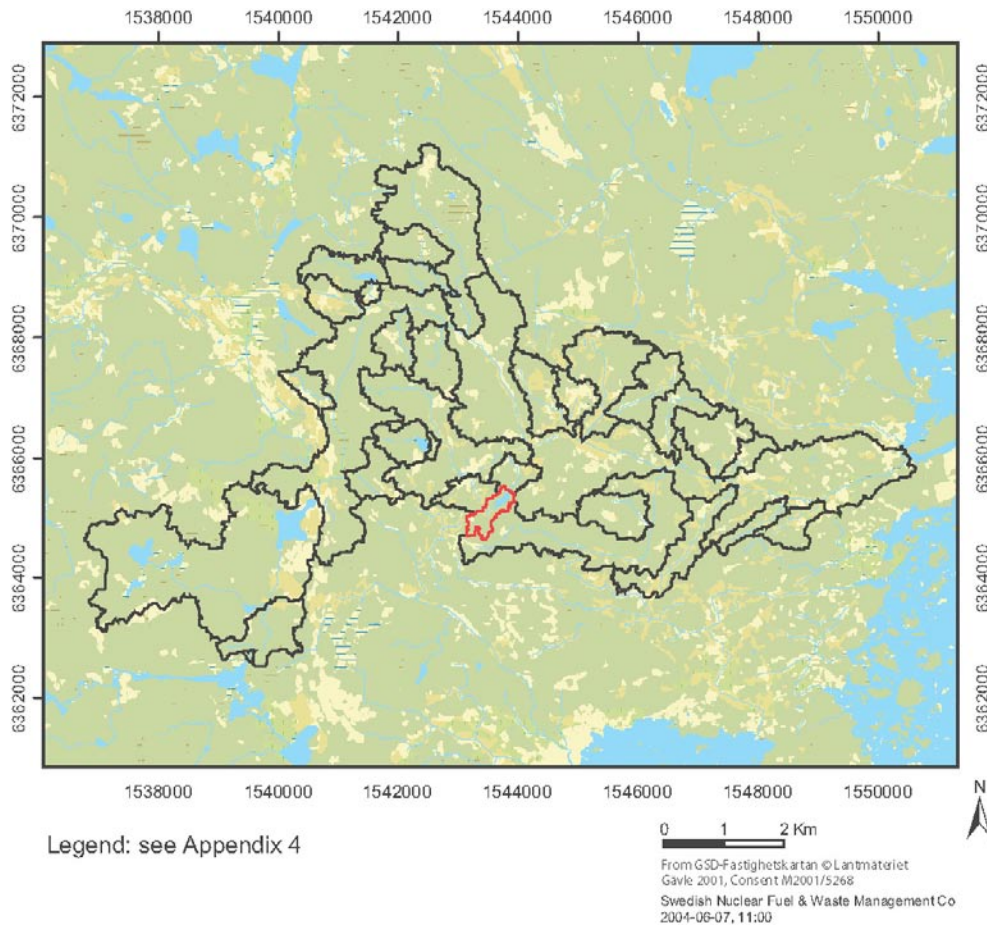 1538000 1540000 1542000 1544000 1546000 1548000 1550000
6372000 6372000
6370000 6370000
6368000 6368000
6366000 6366000
6364000 6364000
6362000 6362000
1538000 1540000 1542000 1544000 1546000 1548000 1550000
N
Legend: see Appendix 4
0 1 2 Km
From GSD-Fastighetskartan © Lantmäteriet
Gävle 2001, Consent M2001/5268
Swedish Nuclear Fuel & Waste Management Co
2004-06-07, 11:00